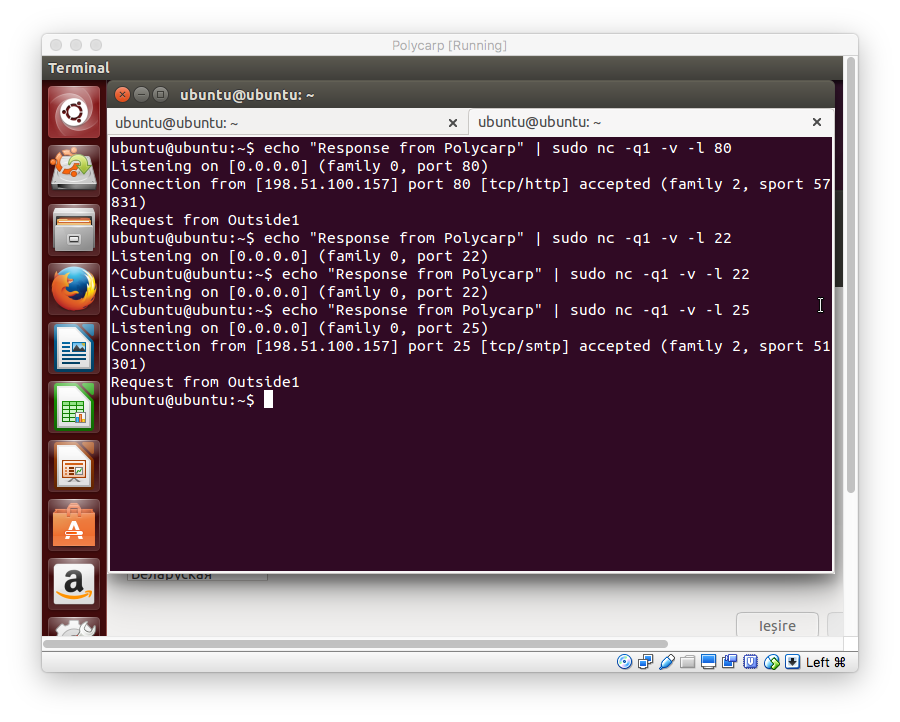 Polycarp [Running]
Terminal
ubuntu@ubuntu: ~
ubuntu@ubuntu: ~
ubuntu@ubuntu: ~
ubuntu@ubuntu:~$ echo "Response from Polycarp" | sudo nc -q1 -v -l 80
Listening on [0.0.0.0] (family 0, port 80)
Connection from [198.51.100.157] port 80 [tcp/http] accepted (family 2, sport 57
831)
Request from Outside1
ubuntu@ubuntu:~$ echo "Response from Polycarp" | sudo nc -q1 -v -l 22
Listening on [0.0.0.0] (family 0, port 22)
^Cubuntu@ubuntu:~$ echo "Response from Polycarp" | sudo nc -q1 -v -l 22
Listening on [0.0.0.0] (family 0, port 22)
^Cubuntu@ubuntu:~$ echo "Response from Polycarp" | sudo nc -q1 -v -l 25
Listening on [0.0.0.0] (family 0, port 25)
Connection from [198.51.100.157] port 25 [tcp/smtp] accepted (family 2, sport 51
301)
Request from Outside1
ubuntu@ubuntu:~$
Беларуская
Ieșire
Left ⌘